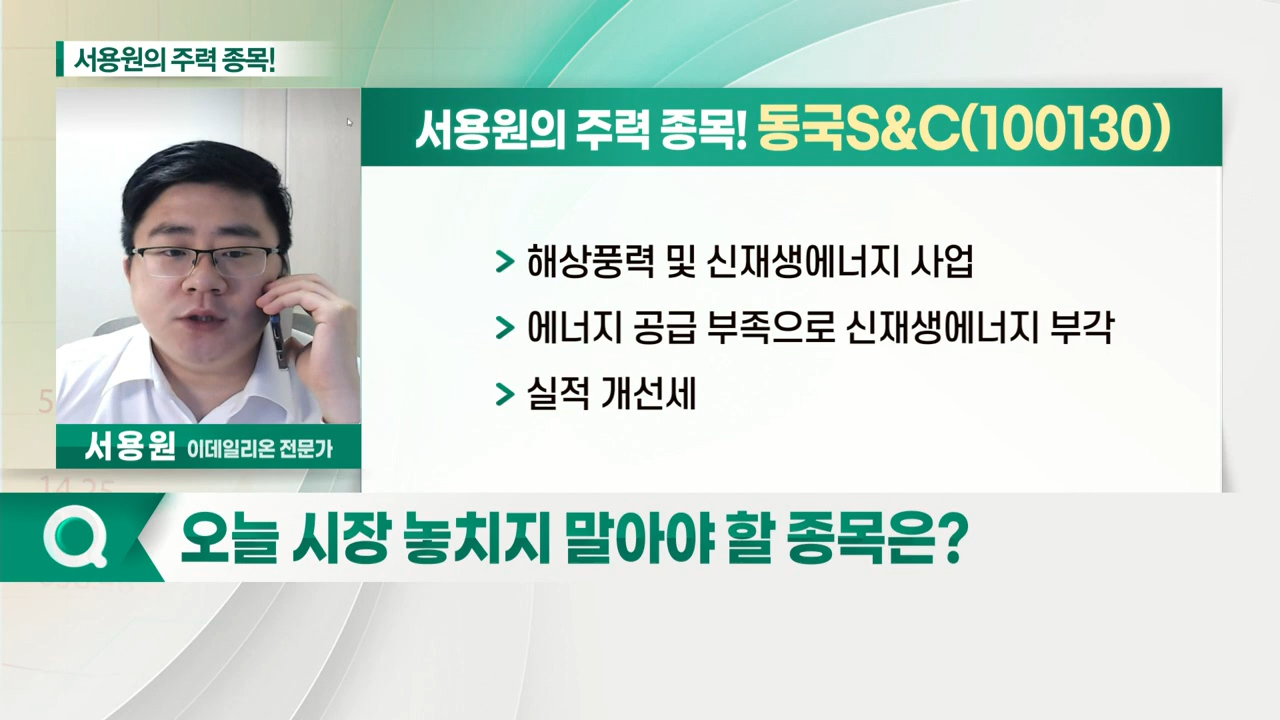 서용원의 주력 종목!
서용원의 주력 종목! 동국S&C(100130)
> 해상풍력 및 신재생에너지 사업
> 에너지 공급 부족으로 신재생에너지 부각
> 실적 개선세
서용원 이데일리온 전문가
14.25
Q 오늘 시장 놓치지 말아야 할 종목은?